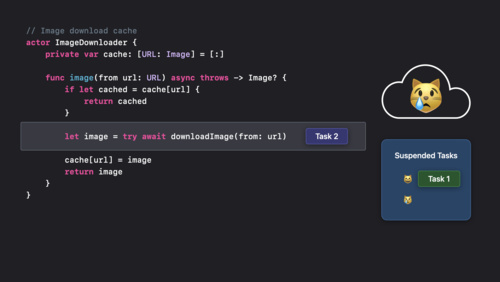 // Image download cache
actor ImageDownloader {
    private var cache: [URL: Image] = [:]
    func image(from url: URL) async throws -> Image? {
        if let cached = cache[url] {
            return cached
        }
        let image = try await downloadImage(from: url)
Task 2
        cache[url] = image
        return image
    }
}
Suspended Tasks
Task 1